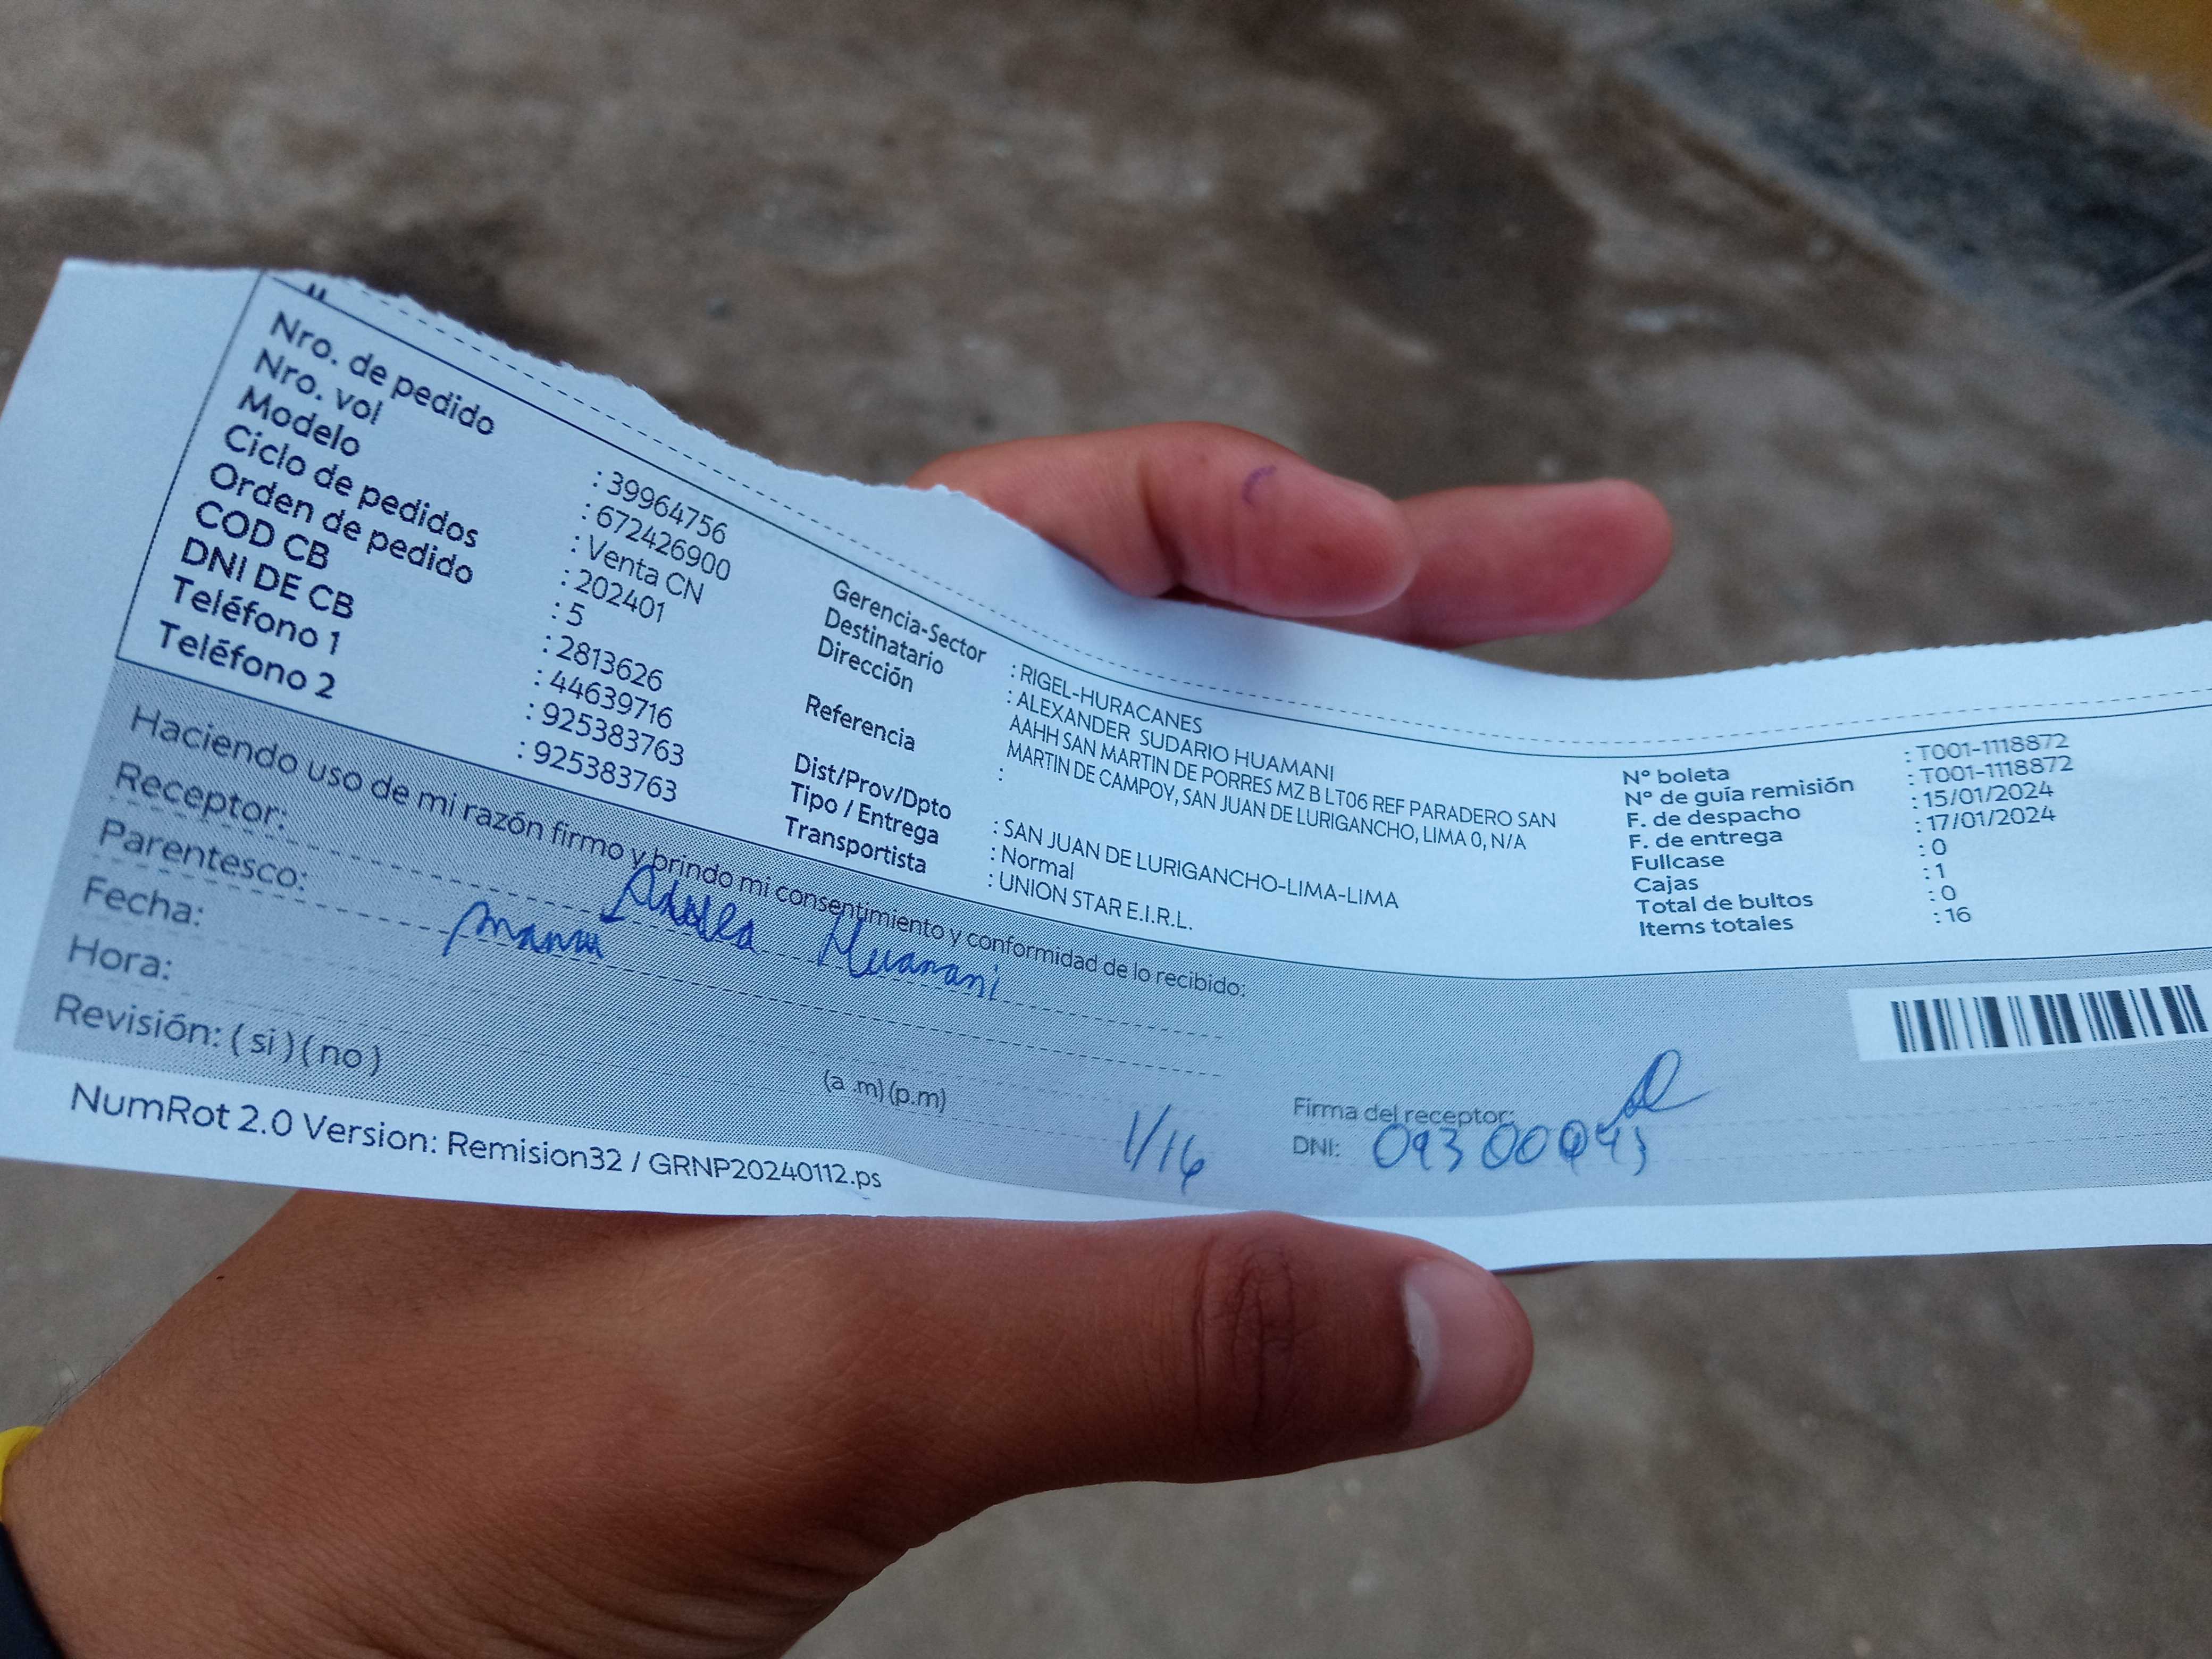 Nro. de pedido : 39964756
Nro. vol : 672426900
Modelo : Venta CN
Ciclo de pedidos : 202401
Orden de pedido : 5
COD CB : 2813626
DNI DE CB : 44639716
Teléfono 1 : 925383763
Teléfono 2 : 925383763
Gerencia-Sector : RIGEL-HURACANES
Destinatario : ALEXANDER SUDARIO HUAMANI
Dirección AAHH SAN MARTIN DE PORRES MZ B LT06 REF PARADERO SAN
MARTIN DE CAMPOY, SAN JUAN DE LURIGANCHO, LIMA 0, N/A
Referencia :
Dist/Prov/Dpto : SAN JUAN DE LURIGANCHO-LIMA-LIMA
Tipo / Entrega : Normal
Transportista : UNION STAR E.I.R.L.
N° boleta : T001-1118872
N° de guía remisión : T001-1118872
F. de despacho : 15/01/2024
F. de entrega : 17/01/2024
Fullcase : 0
Cajas : 1
Total de bultos : 0
Items totales : 16
Haciendo uso de mi razón firmo y brindo mi consentimiento y conformidad de lo recibido:
Receptor: Huamani
Parentesco:
Fecha:
Hora: (a .m) (p.m)
Revisión: ( si ) ( no )
1/16
Firma del receptor:
DNI:
NumRot 2.0 Version: Remision32 / GRNP20240112.ps